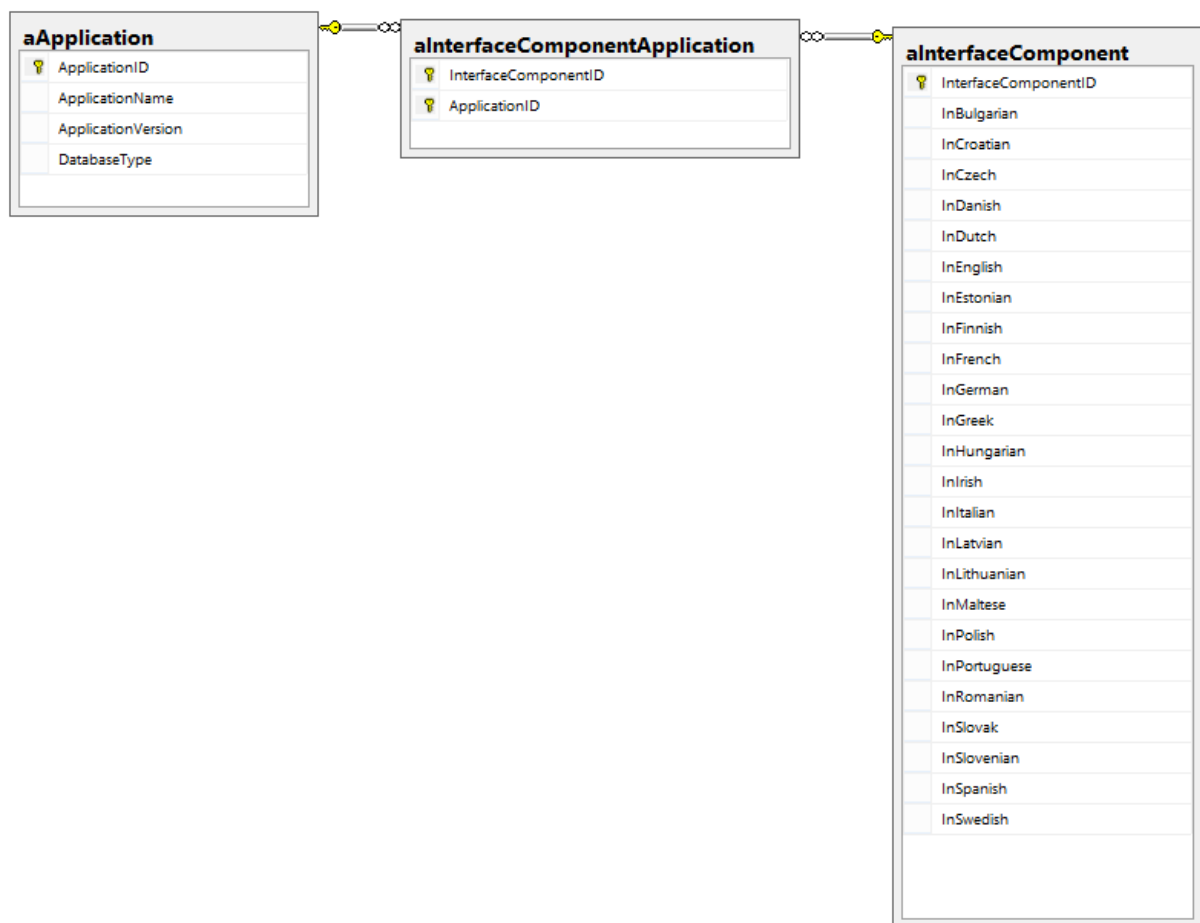 aApplication
ApplicationID
ApplicationName
ApplicationVersion
DatabaseType
aInterfaceComponentApplication
InterfaceComponentID
ApplicationID
aInterfaceComponent
InterfaceComponentID
InBulgarian
InCroatian
InCzech
InDanish
InDutch
InEnglish
InEstonian
InFinnish
InFrench
InGerman
InGreek
InHungarian
InIrish
InItalian
InLatvian
InLithuanian
InMaltese
InPolish
InPortuguese
InRomanian
InSlovak
InSlovenian
InSpanish
InSwedish